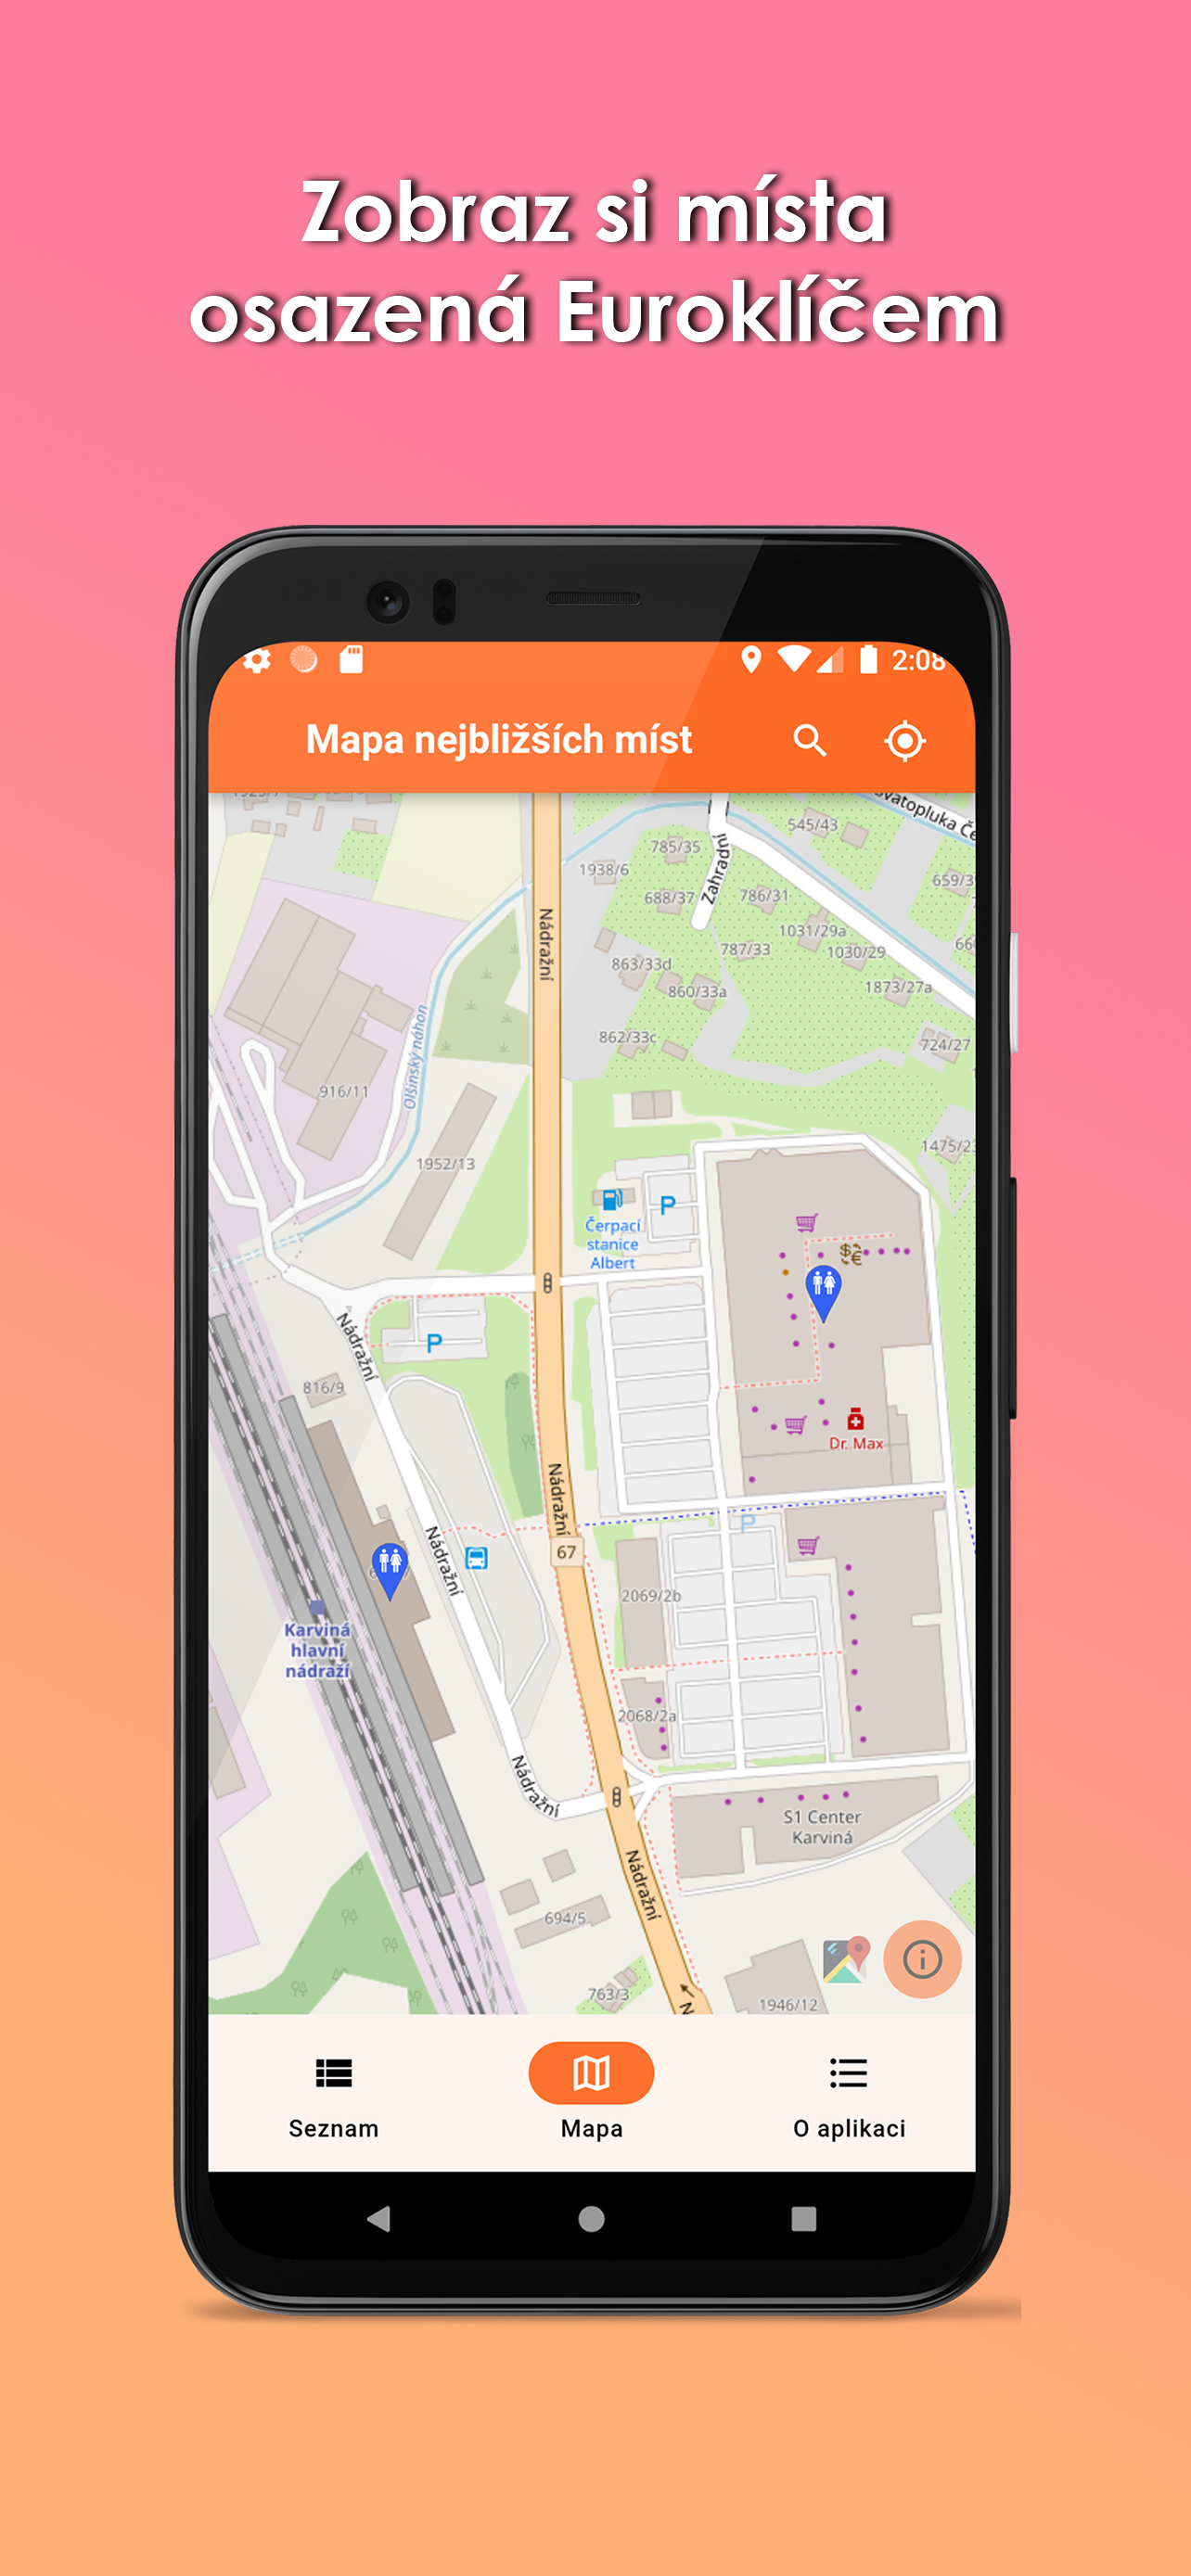 Zobraz si místa
osazená Euroklíčem
2:08
Mapa nejbližších míst
545/43
785/35
1938/6
Zahradní
659/3
688/37
786/31
Nádražní
1031/29a
787/33
1030/29
863/33d
860/33a
1873/27a
862/33c
724/27
Olšinský náhon
916/11
1475/23
1952/13
P
Čerpací
stanice
Albert
P
Nádražní
816/9
Dr. Max
Nádražní
Nádražní
P
67
2069/2b
Karviná
hlavní
nádraží
2068/2a
Nádražní
S1 Center
Karviná
Nádražní
694/5
763/3
1946/12
Seznam
Mapa
O aplikaci